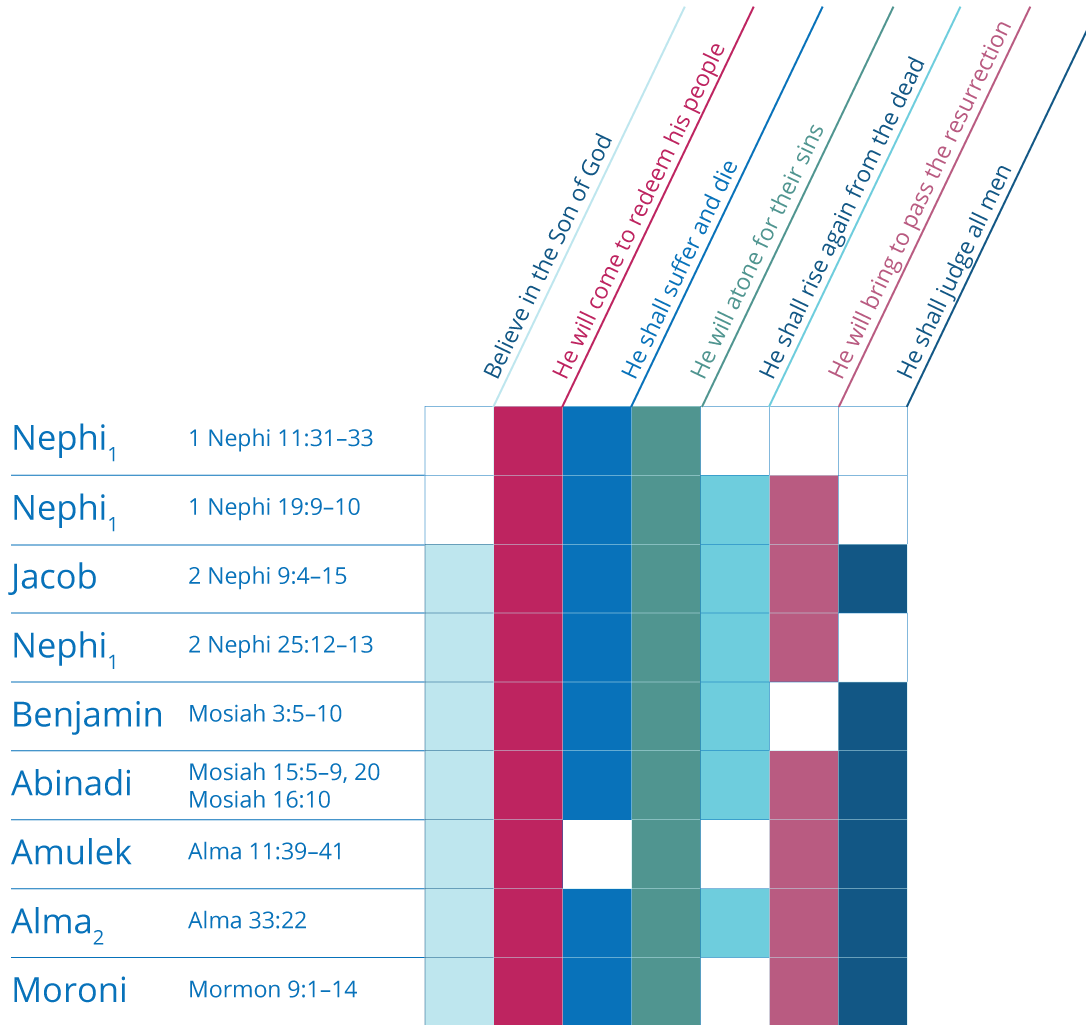 Believe in the Son of God
He will come to redeem his people
He shall suffer and die
He will atone for their sins
He shall rise again from the dead
He will bring to pass the resurrection
He shall judge all men
Nephi₁ 1 Nephi 11:31–33
Nephi₁ 1 Nephi 19:9–10
Jacob 2 Nephi 9:4–15
Nephi₁ 2 Nephi 25:12–13
Benjamin Mosiah 3:5–10
Abinadi Mosiah 15:5–9, 20
Mosiah 16:10
Amulek Alma 11:39–41
Alma₂ Alma 33:22
Moroni Mormon 9:1–14